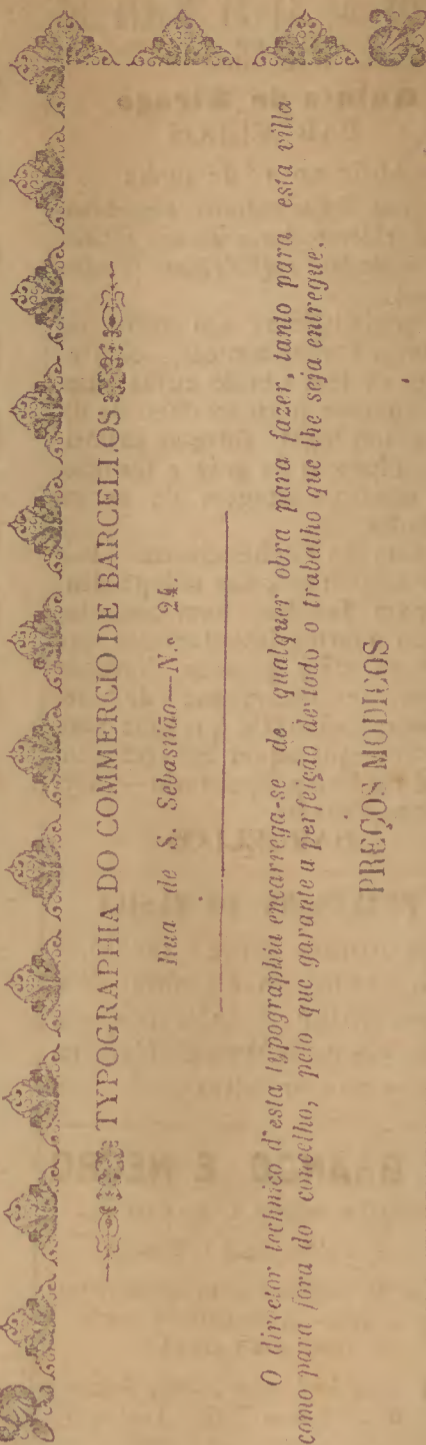 TYPOGRAPHIA DO COMMERCIO DE BARCELLOS
Rua de S. Sebastião—N.º 24.
O director technico d'esta typographia encarrega-se de qualquer obra para fazer, tanto para esta villa
como para fora do concelho, pelo que garante a perfeição de todo o trabalho que lhe seja entregue.
PREÇOS MODICOS